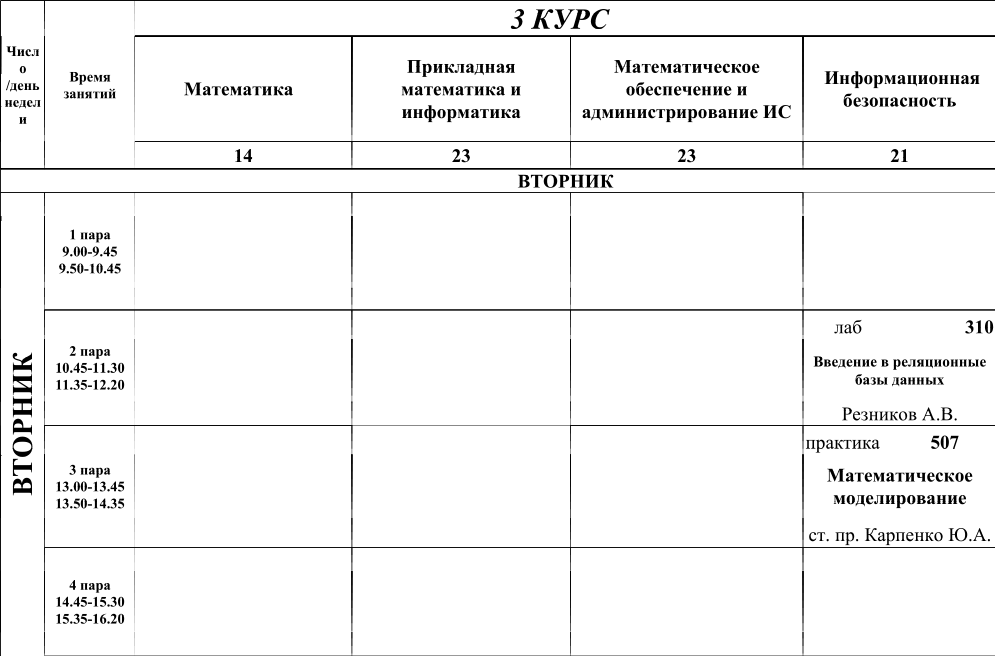 3 КУРС
Числ
о
/день
недел
и
Время
занятий
Математика
Прикладная
математика и
информатика
Математическое
обеспечение и
администрирование ИС
Информационная
безопасность
14
23
23
21
ВТОРНИК
ВТОРНИК
1 пара
9.00-9.45
9.50-10.45
2 пара
10.45-11.30
11.35-12.20
лаб 310
Введение в реляционные
базы данных
Резников А.В.
3 пара
13.00-13.45
13.50-14.35
практика 507
Математическое
моделирование
ст. пр. Карпенко Ю.А.
4 пара
14.45-15.30
15.35-16.20